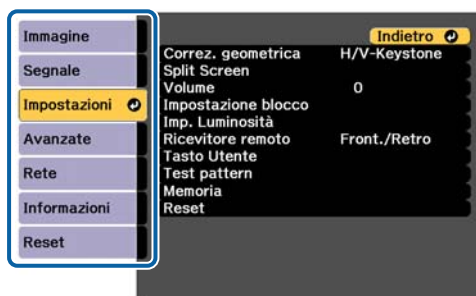 Immagine
Segnale
Impostazioni
Avanzate
Rete
Informazioni
Reset
Indietro
Correz. geometrica H/V-Keystone
Split Screen
Volume 0
Impostazione blocco
Imp. Luminosità
Ricevitore remoto Front./Retro
Tasto Utente
Test pattern
Memoria
Reset